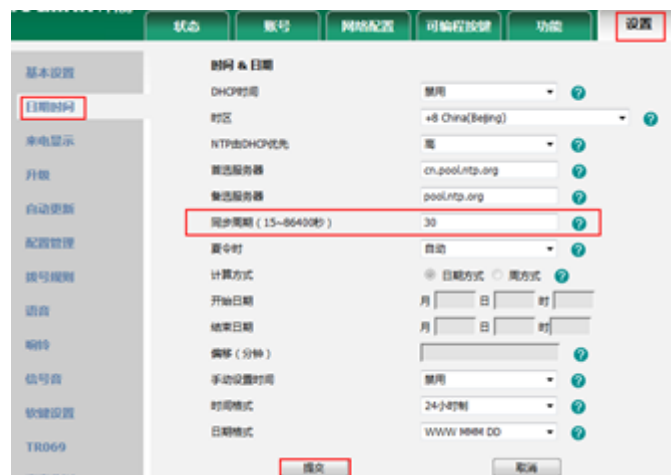 状态 账号 网络配置 可编程按键 功能 设置
基本设置
日期时间
来电显示
升级
自动更新
配置管理
拨号规则
语音
响铃
信号音
软键设置
TR069
时间 & 日期
DHCP时间 禁用
时区 +8 China(Beijing)
NTP由DHCP优先 高
首选服务器 cn.pool.ntp.org
备选服务器 pool.ntp.org
同步周期（15~86400秒） 30
夏令时 自动
计算方式 日期方式 周方式
开始日期 月 日 时
结束日期 月 日 时
偏移（分钟）
手动设置时间 禁用
时间格式 24小时制
日期格式 WWW MMM DD
提交 取消